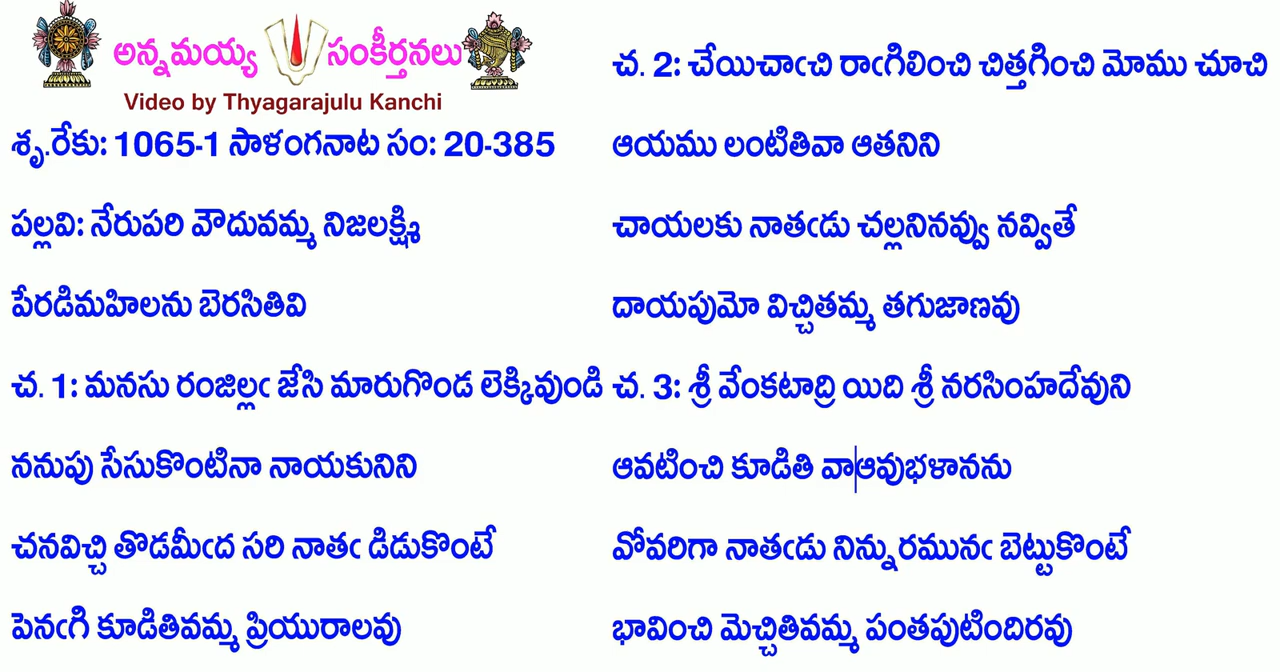 అన్నమయ్య సంకీర్తనలు
Video by Thyagarajulu Kanchi
శృ.రేకు: 1065-1 సాళంగనాట సం: 20-385
పల్లవి: నేరుపరి వౌదువమ్మ నిజలక్ష్మి
పేరడిమహిలను బెరసితివి
చ. 1: మనసు రంజిల్లఁ జేసి మారుగొండ లెక్కివుండి
ననుపు సేసుకొంటినా నాయకునిని
చనవిచ్చి తొడమీఁద సరి నాతఁ డిడుకొంటే
పెనఁగి కూడితివమ్మ ప్రియురాలవు
చ. 2: చేయిచాఁచి రాఁగిలించి చిత్తగించి మోము చూచి
ఆయము లంటితివా ఆతనిని
చాయలకు నాతఁడు చల్లనినవ్వు నవ్వితే
దాయపుమో విచ్చితమ్మ తగుజాణవు
చ. 3: శ్రీ వేంకటాద్రి యిది శ్రీ నరసింహదేవుని
ఆవటించి కూడితి వాఆవుభళానను
వోవరిగా నాతఁడు నిన్నురమునఁ బెట్టుకొంటే
భావించి మెచ్చితివమ్మ పంతపుటిందిరవు